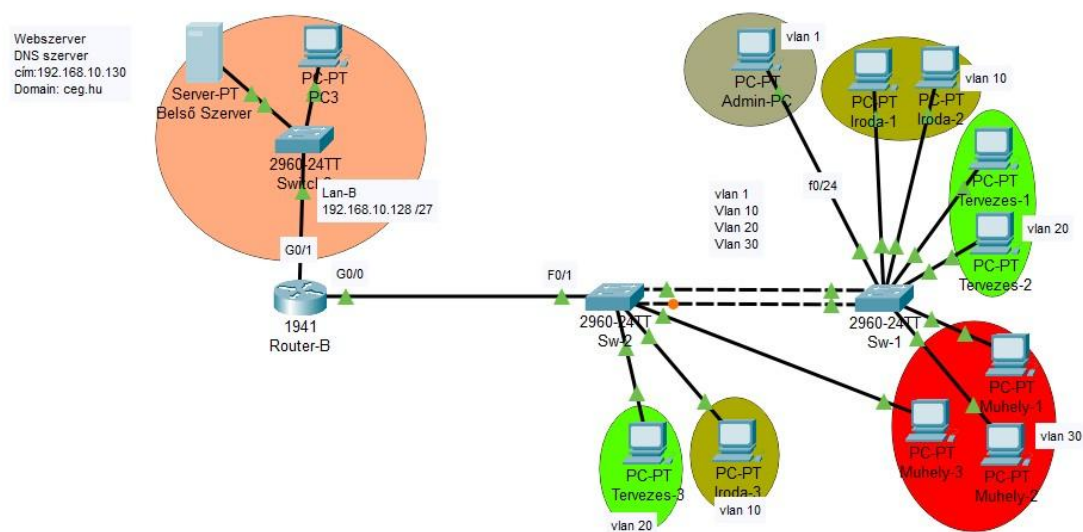 Webszerver
DNS szerver
cím:192.168.10.130
Domain: ceg.hu
Server-PT
Belső Szerver
PC-PT
PC3
2960-24TT
Lan-B
192.168.10.128 /27
G0/1
G0/0
1941
Router-B
F0/1
2960-24TT
Sw-2
vlan 1
Vlan 10
Vlan 20
Vlan 30
vlan 1
PC-PT
Admin-PC
f0/24
PC-PT
Iroda-1
PC-PT
Iroda-2
vlan 10
PC-PT
Tervezes-1
PC-PT
Tervezes-2
vlan 20
2960-24TT
Sw-1
PC-PT
Muhely-1
PC-PT
Muhely-3
PC-PT
Muhely-2
vlan 30
PC-PT
Tervezes-3
vlan 20
PC-PT
Iroda-3
vlan 10